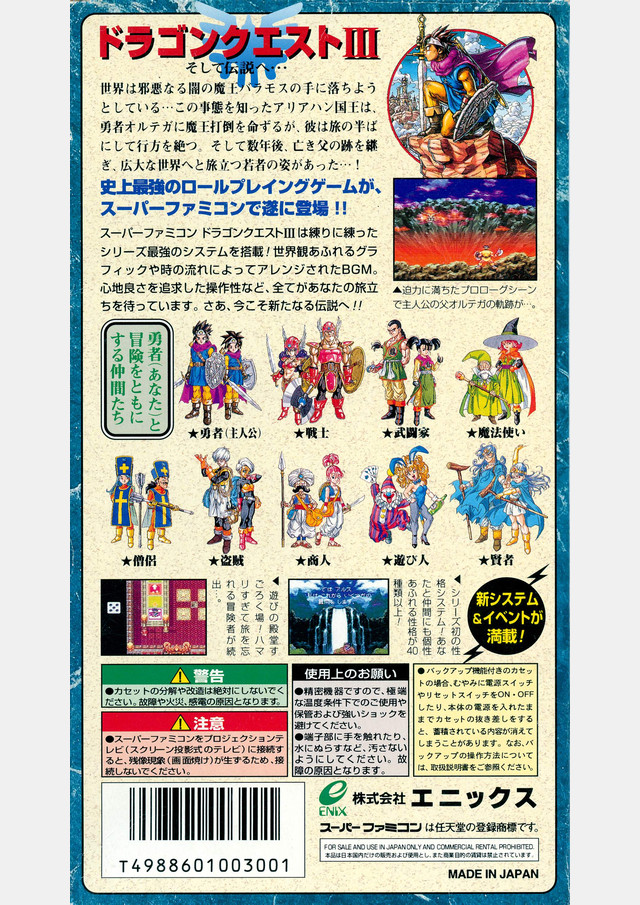 ドラゴンクエストIII
そして伝説へ…
世界は邪悪なる闇の魔王バラモスの手に落ちよう
としている…この事態を知ったアリアハン国王は、
勇者オルテガに魔王打倒を命ずるが、彼は旅の半ば
にして行方を絶つ。そして数年後、亡き父の跡を継
ぎ、広大な世界へと旅立つ若者の姿があった…!
史上最強のロールプレイングゲームが、
スーパーファミコンで遂に登場!!
スーパーファミコン ドラゴンクエストIIIは練りに練った
シリーズ最強のシステムを搭載!世界観あふれるグラ
フィックや時の流れによってアレンジされたBGM。
心地良さを追求した操作性など、全てがあなたの旅立
ちを待っています。さあ、今こそ新たなる伝説へ!!
▲迫力に満ちたプロローグシーン
で主人公の父オルテガの軌跡が…。
勇者“あなた”と
冒険をともに
する仲間たち
★勇者(主人公)
★戦士
★武闘家
★魔法使い
★僧侶
★盗賊
★商人
★遊び人
★賢者
▲遊びの殿堂す
ごろく場!ハマ
りすぎて旅を忘
れる冒険者が続
出…。
では アルス
▲シリーズ初の性
格システム!あな
たと仲間にも個性
あふれる性格が40
種類以上!
新システム
&イベントが
満載!
警告
●カセットの分解や改造は絶対にしないでく
ださい。故障や火災、感電の原因となります。
注意
●スーパーファミコンをプロジェクションテ
レビ(スクリーン投影式のテレビ)に接続す
ると、残像現象(画面焼け)が生ずるため、接
続しないでください。
使用上のお願い
●精密機器ですので、極端
な温度条件下でのご使用や
保管および強いショックを
避けてください。
●端子部に手を触れたり、
水にぬらすなど、汚さない
ようにしてください。故
障の原因となります。
●バックアップ機能付きのカセット
の場合、むやみに電源スイッチ
やリセットスイッチをON・OFF
したり、本体の電源を入れたま
までカセットの抜き差しをする
と、蓄積されている内容が消えて
しまうことがあります。なお、バ
ックアップの操作方法について
は、取扱説明書をご参照ください。
ENIX
株式会社 エニックス
スーパーファミコン は任天堂の登録商標です。
FOR SALE AND USE IN JAPAN ONLY AND COMMERCIAL RENTAL PROHIBITED.
本品は日本国内だけの販売および使用とし、また商業目的の賃貸は禁止されています。
T4988601003001
MADE IN JAPAN